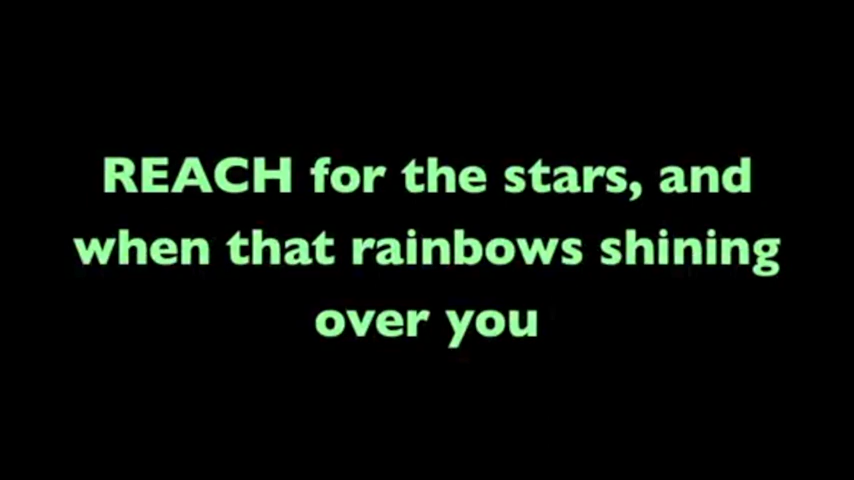 REACH for the stars, and
when that rainbows shining
over you